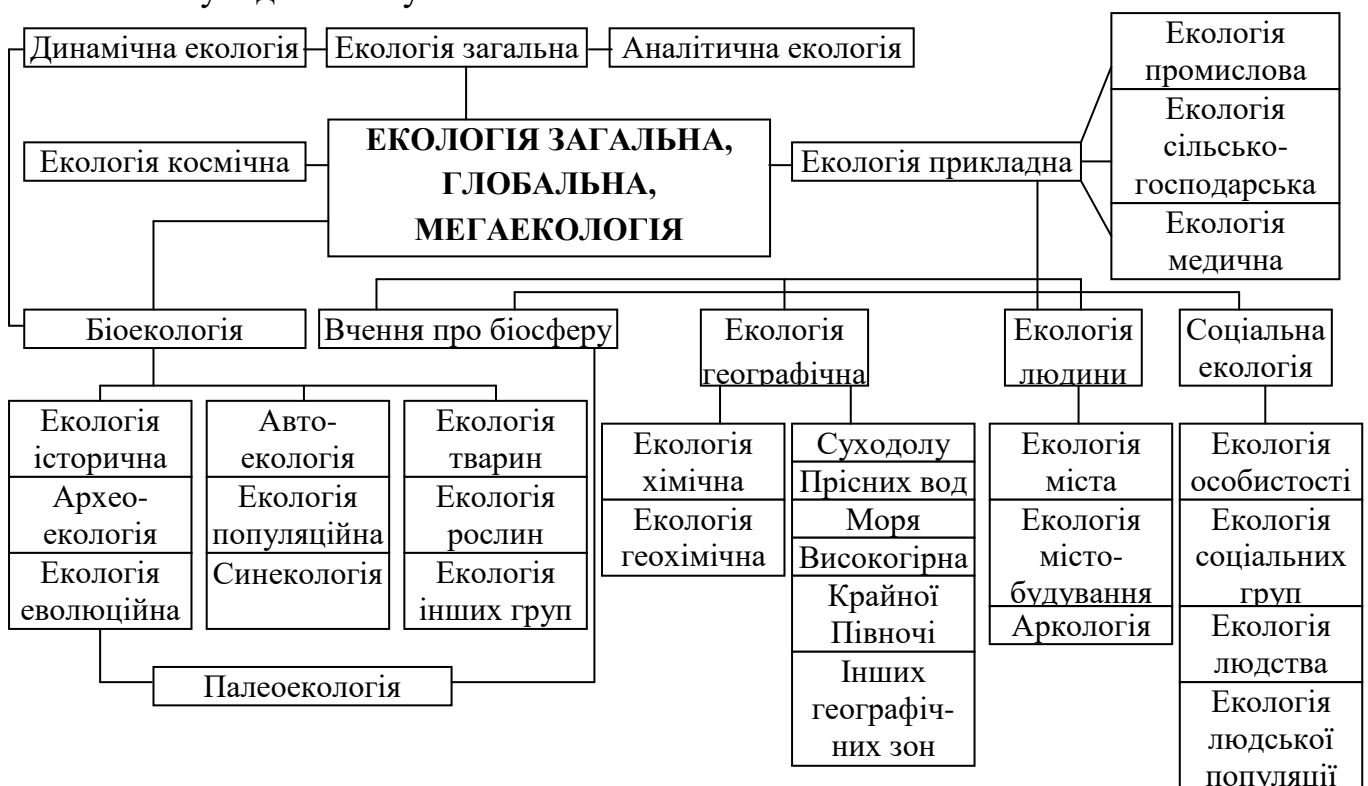 Динамічна екологія
Екологія загальна
Аналітична екологія
Екологія
промислова
Екологія
сільсько-
господарська
Екологія
медична
Екологія космічна
ЕКОЛОГІЯ ЗАГАЛЬНА,
ГЛОБАЛЬНА,
МЕГАЕКОЛОГІЯ
Екологія прикладна
Біоекологія
Вчення про біосферу
Екологія
географічна
Екологія
людини
Соціальна
екологія
Екологія
історична
Архео-
екологія
Екологія
еволюційна
Авто-
екологія
Екологія
популяційна
Синекологія
Екологія
тварин
Екологія
рослин
Екологія
інших груп
Палеоекологія
Екологія
хімічна
Екологія
геохімічна
Суходолу
Прісних вод
Моря
Високогірна
Крайної
Півночі
Інших
географіч-
них зон
Екологія
міста
Екологія
місто-
будування
Аркологія
Екологія
особистості
Екологія
соціальних
груп
Екологія
людства
Екологія
людської
популяції